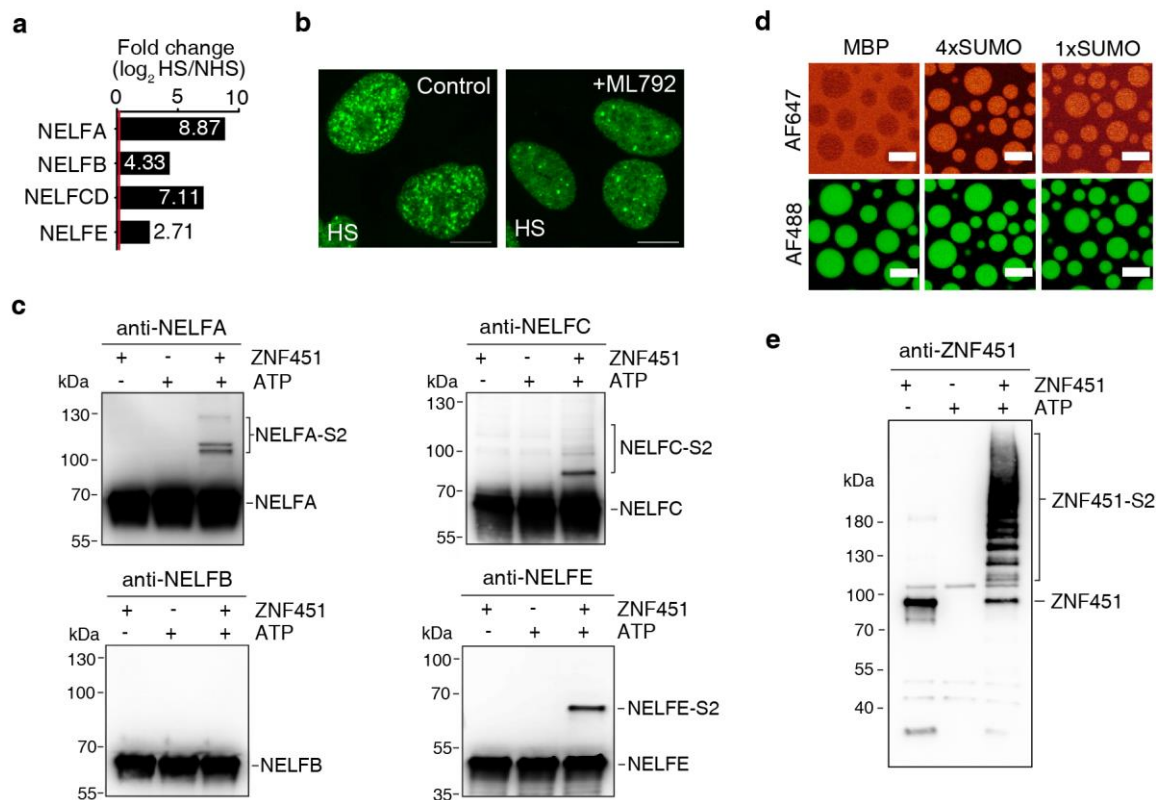 a
Fold change
(log2 HS/NHS)
0 5 10
NELFA 8.87
NELFB 4.33
NELFCD 7.11
NELFE 2.71
b
Control
HS
+ML792
HS
c
anti-NELFA
+ - + ZNF451
- + + ATP
kDa
130
100
70
55
NELFA-S2
NELFA
anti-NELFC
+ - + ZNF451
- + + ATP
kDa
130
100
70
55
NELFC-S2
NELFC
anti-NELFB
+ - + ZNF451
- + + ATP
kDa
130
100
70
55
NELFB
anti-NELFE
+ - + ZNF451
- + + ATP
kDa
100
70
55
35
NELFE-S2
NELFE
d
MBP 4xSUMO 1xSUMO
AF647
AF488
e
anti-ZNF451
+ - + ZNF451
- + + ATP
kDa
180
130
100
70
55
40
ZNF451-S2
ZNF451